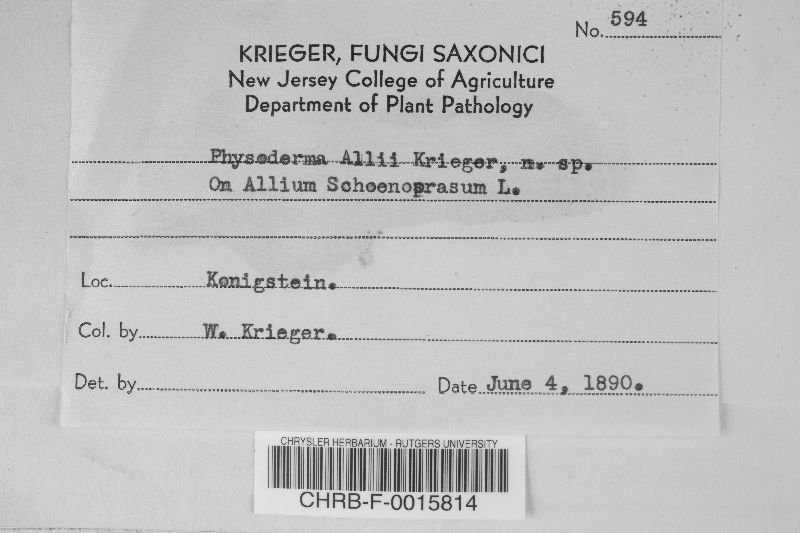 No. 594
KRIEGER, FUNGI SAXONICI
New Jersey College of Agriculture
Department of Plant Pathology
Physoderma Allii Krieger, n. sp.
On Allium Schoenoprasum L.
Loc. Konigstein.
Col. by W. Krieger.
Det. by Date June 4, 1890.
CHRYSLER HERBARIUM - RUTGERS UNIVERSITY
CHRB-F-0015814